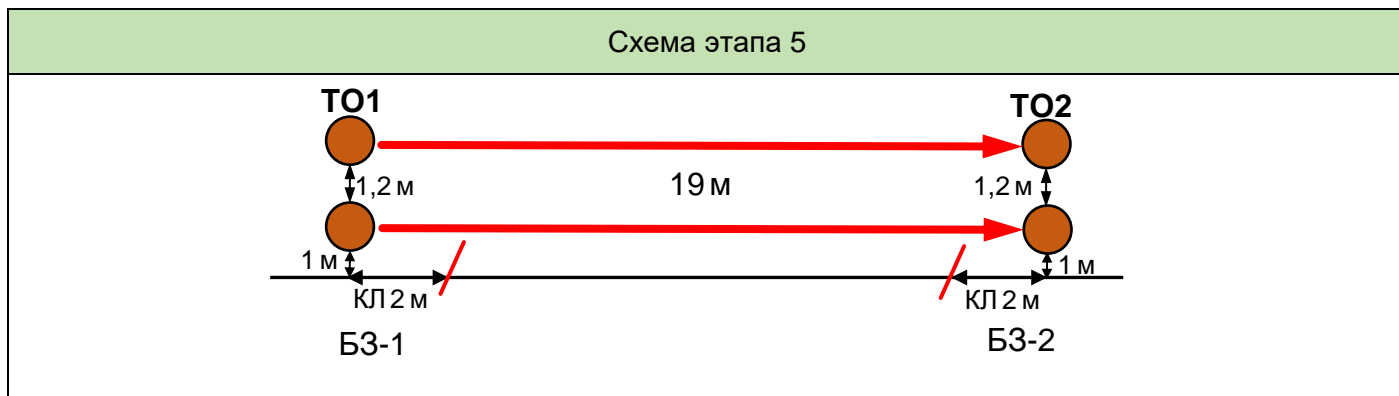 Схема этапа 5
ТО1 ТО2
1,2 м 19 м 1,2 м
1 м 1 м
КЛ 2 м КЛ 2 м
БЗ-1 БЗ-2